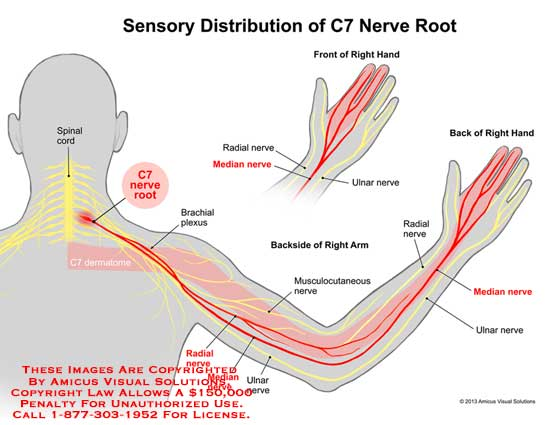 Sensory Distribution of C7 Nerve Root
Front of Right Hand
Spinal
cord
C7
nerve
root
Radial nerve
Median nerve
Ulnar nerve
Back of Right Hand
Brachial
plexus
Radial
nerve
Backside of Right Arm
C7 dermatome
Musculocutaneous
nerve
Median nerve
Ulnar nerve
Radial
nerve
Median
nerve
Ulnar
nerve
These Images Are Copyrighted
By Amicus Visual Solutions.
Copyright Law Allows A $150,000
Penalty For Unauthorized Use.
Call 1-877-303-1952 For License.
© 2013 Amicus Visual Solutions